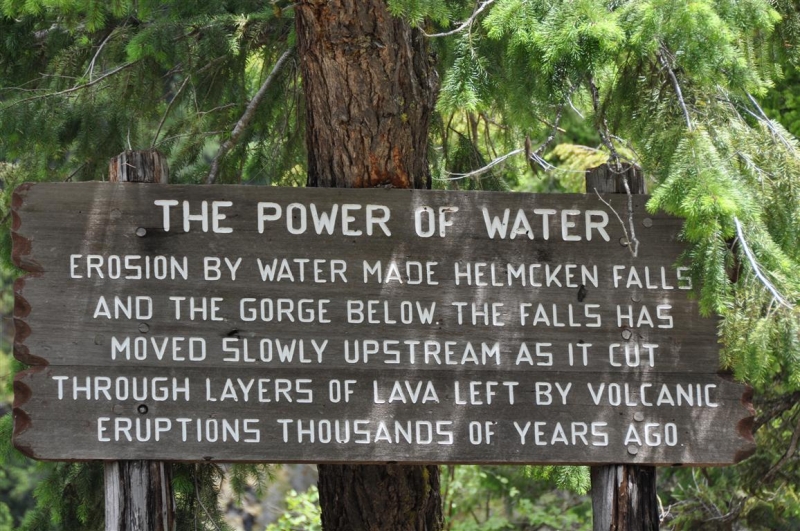 THE POWER OF WATER
EROSION BY WATER MADE HELMCKEN FALLS
AND THE GORGE BELOW. THE FALLS HAS
MOVED SLOWLY UPSTREAM AS IT CUT
THROUGH LAYERS OF LAVA LEFT BY VOLCANIC
ERUPTIONS THOUSANDS OF YEARS AGO.